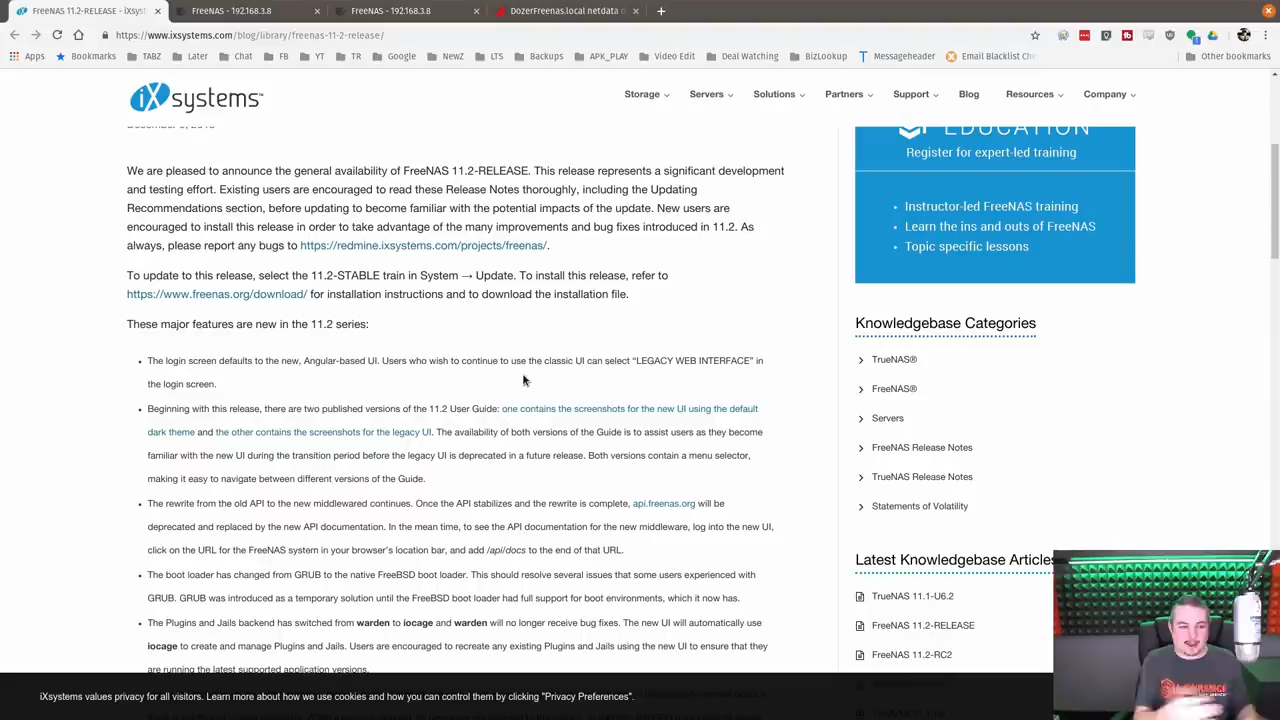 FreeNAS 11.2-RELEASE - iXsyst
FreeNAS - 192.168.3.8
FreeNAS - 192.168.3.8
DozerFreenas.local netdata
https://www.ixsystems.com/blog/library/freenas-11-2-release/
Apps
Bookmarks
TABZ
Later
Chat
FB
YT
TR
Google
NewZ
LTS
Backups
APK_PLAY
Video Edit
Deal Watching
BizLookup
Messageheader
Email Blacklist Che
Other bookmarks
iXsystems
Storage
Servers
Solutions
Partners
Support
Blog
Resources
Company
We are pleased to announce the general availability of FreeNAS 11.2-RELEASE. This release represents a significant development
and testing effort. Existing users are encouraged to read these Release Notes thoroughly, including the Updating
Recommendations section, before updating to become familiar with the potential impacts of the update. New users are
encouraged to install this release in order to take advantage of the many improvements and bug fixes introduced in 11.2. As
always, please report any bugs to https://redmine.ixsystems.com/projects/freenas/.
To update to this release, select the 11.2-STABLE train in System → Update. To install this release, refer to
https://www.freenas.org/download/ for installation instructions and to download the installation file.
These major features are new in the 11.2 series:
• The login screen defaults to the new, Angular-based UI. Users who wish to continue to use the classic UI can select “LEGACY WEB INTERFACE” in
the login screen.
• Beginning with this release, there are two published versions of the 11.2 User Guide: one contains the screenshots for the new UI using the default
dark theme and the other contains the screenshots for the legacy UI. The availability of both versions of the Guide is to assist users as they become
familiar with the new UI during the transition period before the legacy UI is deprecated in a future release. Both versions contain a menu selector,
making it easy to navigate between different versions of the Guide.
• The rewrite from the old API to the new middlewared continues. Once the API stabilizes and the rewrite is complete, api.freenas.org will be
deprecated and replaced by the new API documentation. In the mean time, to see the API documentation for the new middleware, log into the new UI,
click on the URL for the FreeNAS system in your browser’s location bar, and add /api/docs to the end of that URL.
• The boot loader has changed from GRUB to the native FreeBSD boot loader. This should resolve several issues that some users experienced with
GRUB. GRUB was introduced as a temporary solution until the FreeBSD boot loader had full support for boot environments, which it now has.
• The Plugins and Jails backend has switched from warden to iocage and warden will no longer receive bug fixes. The new UI will automatically use
iocage to create and manage Plugins and Jails. Users are encouraged to recreate any existing Plugins and Jails using the new UI to ensure that they
are running the latest supported application versions.
EDUCATION
Register for expert-led training
• Instructor-led FreeNAS training
• Learn the ins and outs of FreeNAS
• Topic specific lessons
Knowledgebase Categories
TrueNAS®
FreeNAS®
Servers
FreeNAS Release Notes
TrueNAS Release Notes
Statements of Volatility
Latest Knowledgebase Articles
TrueNAS 11.1-U6.2
FreeNAS 11.2-RELEASE
FreeNAS 11.2-RC2
iXsystems values privacy for all visitors. Learn more about how we use cookies and how you can control them by clicking "Privacy Preferences".